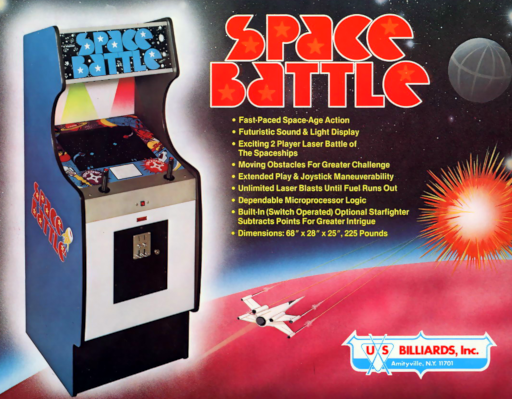 SPACE
BATTLE
SPACE
BATTLE
• Fast-Paced Space-Age Action
• Futuristic Sound & Light Display
• Exciting 2 Player Laser Battle of
The Spaceships
• Moving Obstacles For Greater Challenge
• Extended Play & Joystick Maneuverability
• Unlimited Laser Blasts Until Fuel Runs Out
• Dependable Microprocessor Logic
• Built-In (Switch Operated) Optional Starfighter
Subtracts Points For Greater Intrigue
• Dimensions: 68" x 28" x 25", 225 Pounds
SPACE
BATTLE
US BILLIARDS, Inc.
Amityville, N.Y. 11701